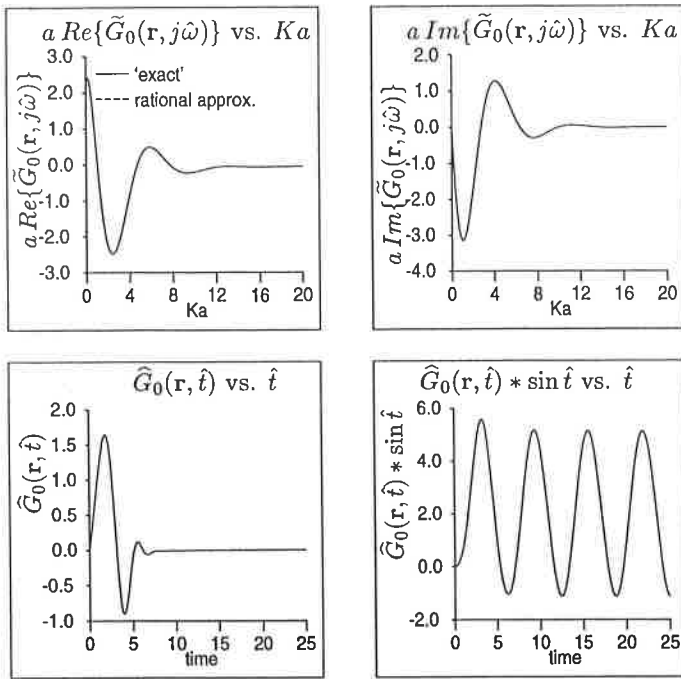 a Re{G̃₀(r, jω̂)} vs. Ka
3.0
2.0
1.0
0.0
-1.0
-2.0
-3.0
a Re{G̃₀(r, jω̂)}
'exact'
rational approx.
0 4 8 12 16 20
Ka
a Im{G̃₀(r, jω̂)} vs. Ka
2.0
1.0
0.0
-1.0
-2.0
-3.0
-4.0
a Im{G̃₀(r, jω̂)}
0 4 8 12 16 20
Ka
Ĝ₀(r, t̂) vs. t̂
2.0
1.5
1.0
0.5
0.0
-0.5
-1.0
Ĝ₀(r, t̂)
0 5 10 15 20 25
time
Ĝ₀(r, t̂) * sin t̂ vs. t̂
6.0
4.0
2.0
0.0
-2.0
Ĝ₀(r, t̂) * sin t̂
0 5 10 15 20 25
time